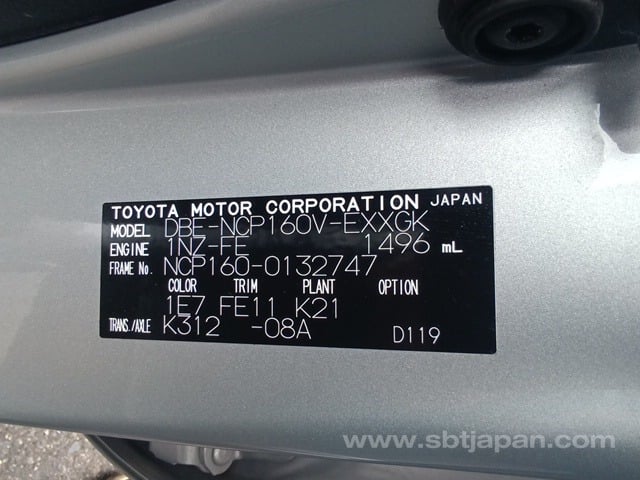 TOYOTA MOTOR CORPORATION JAPAN
MODEL DBE-NCP160V-EXXGK
ENGINE 1NZ-FE 1496 mL
FRAME No. NCP160-0132747
COLOR TRIM PLANT OPTION
1E7 FE11 K21
TRANS./AXLE K312 -08A
D119
www.sbtjapan.com